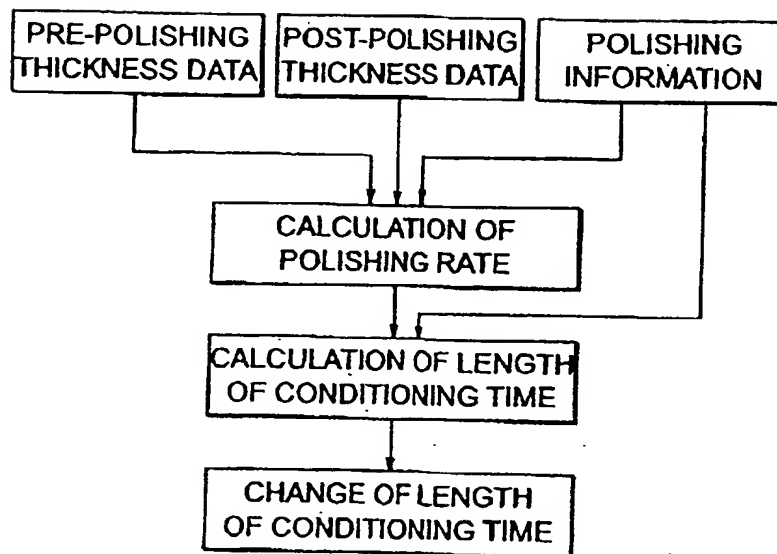 PRE-POLISHING
THICKNESS DATA
POST-POLISHING
THICKNESS DATA
POLISHING
INFORMATION
CALCULATION OF
POLISHING RATE
CALCULATION OF LENGTH
OF CONDITIONING TIME
CHANGE OF LENGTH
OF CONDITIONING TIME